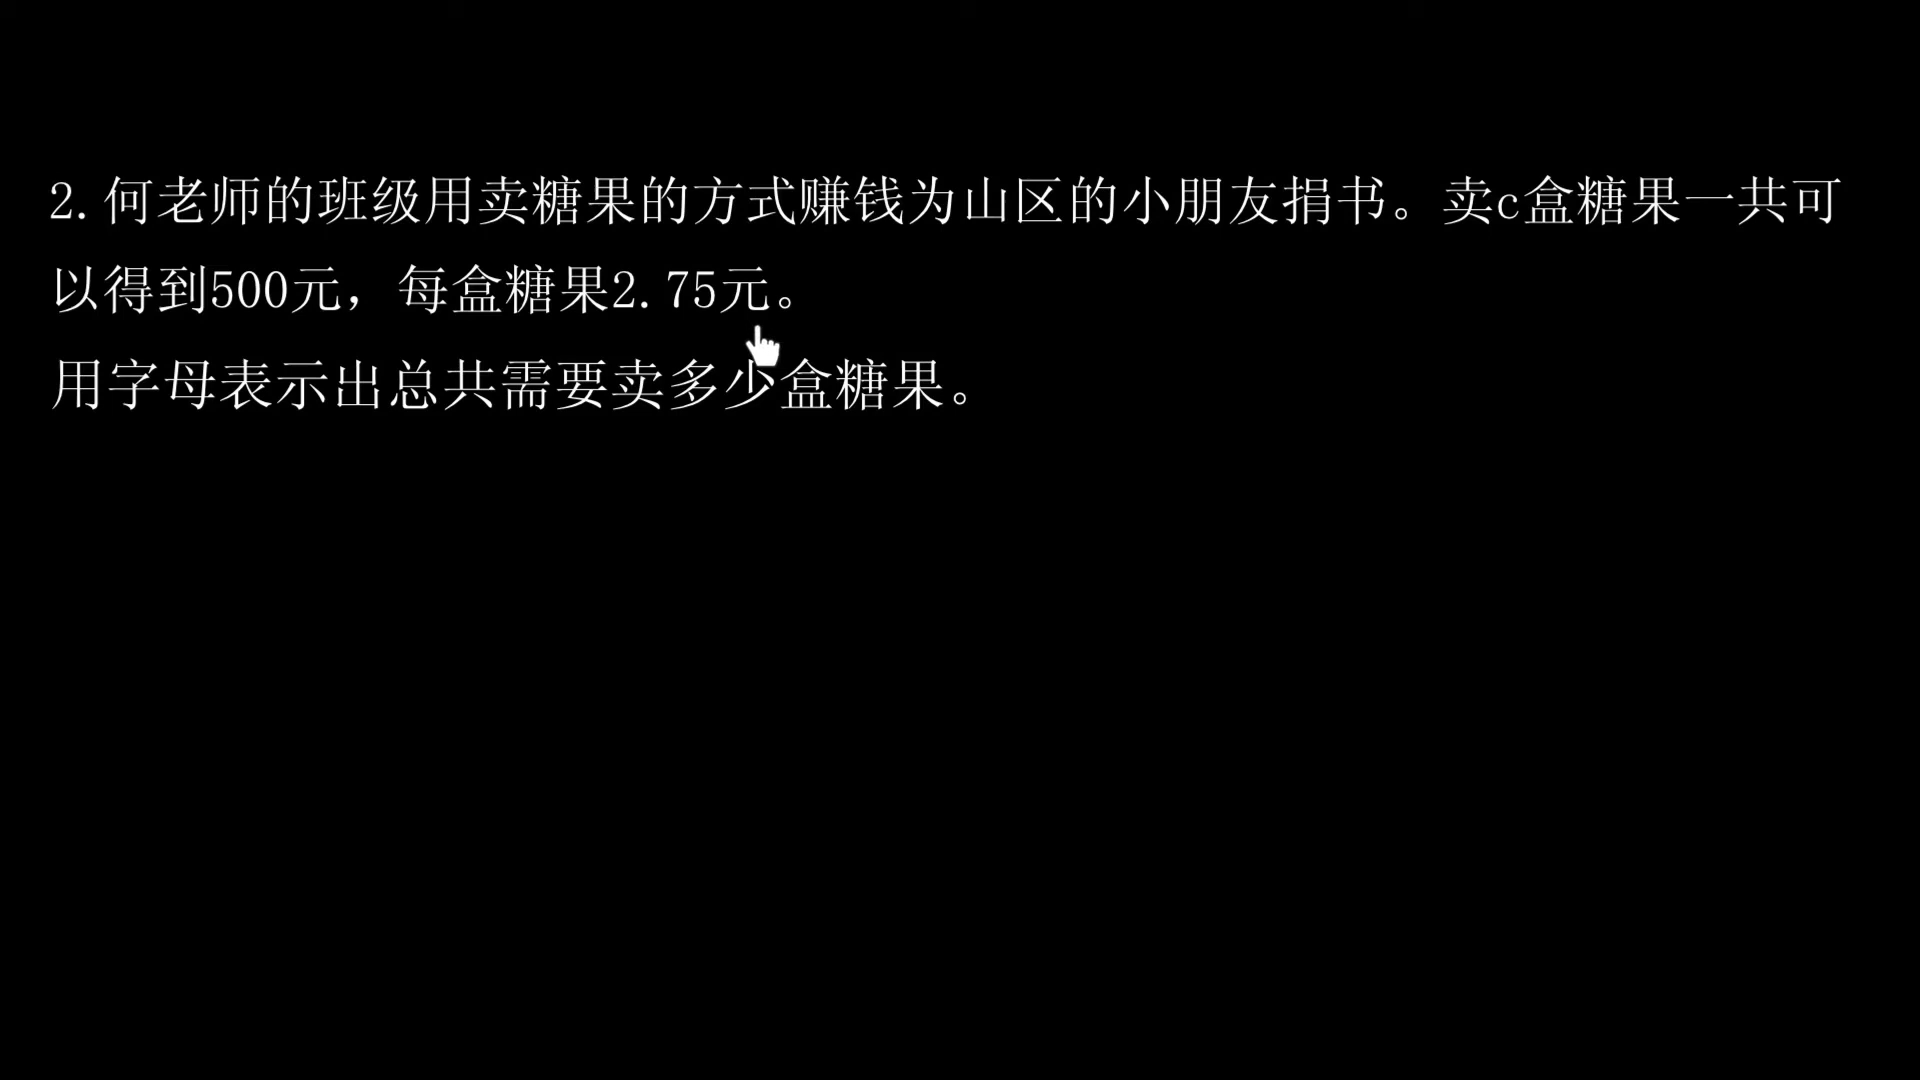 2.何老师的班级用卖糖果的方式赚钱为山区的小朋友捐书。卖c盒糖果一共可
以得到500元，每盒糖果2.75元。
用字母表示出总共需要卖多少盒糖果。